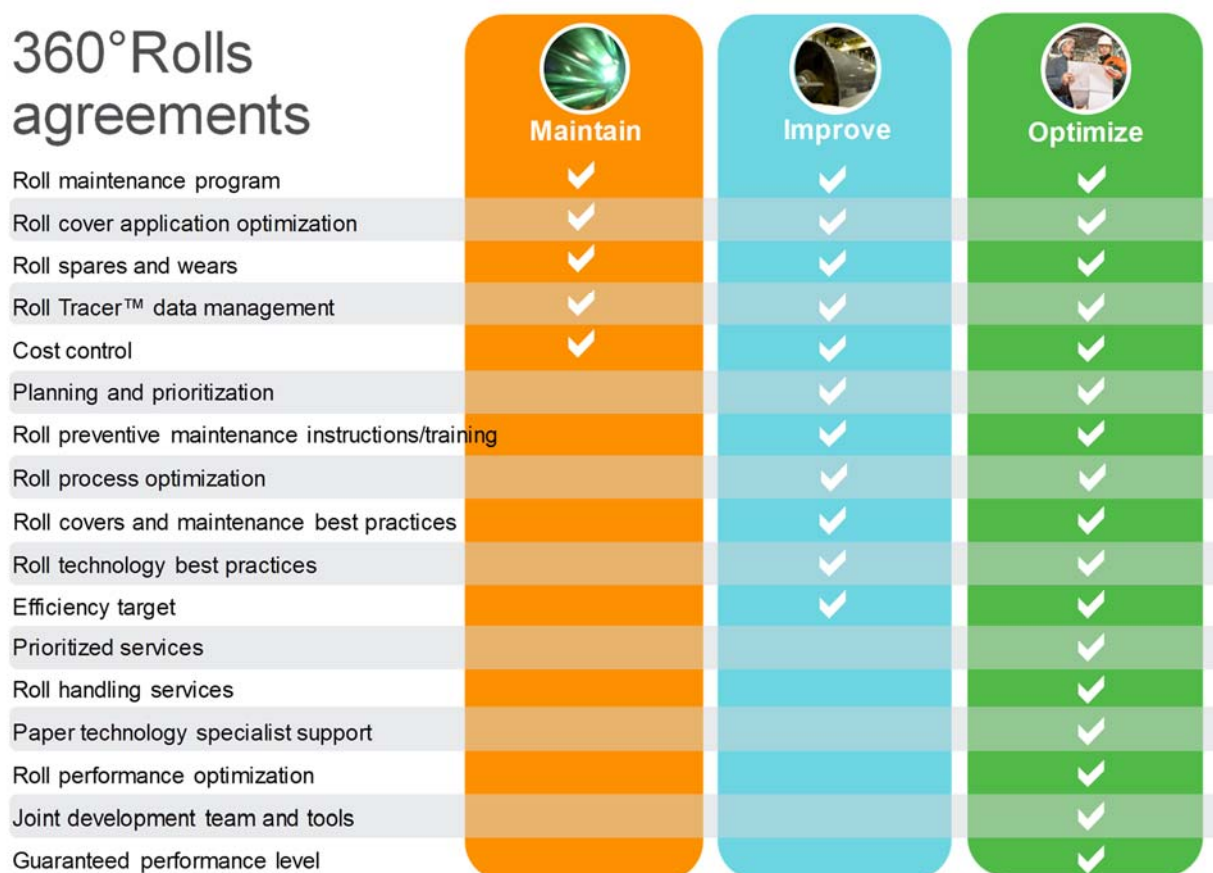 360°Rolls
agreements
Maintain
Improve
Optimize
Roll maintenance program
Roll cover application optimization
Roll spares and wears
Roll Tracer™ data management
Cost control
Planning and prioritization
Roll preventive maintenance instructions/training
Roll process optimization
Roll covers and maintenance best practices
Roll technology best practices
Efficiency target
Prioritized services
Roll handling services
Paper technology specialist support
Roll performance optimization
Joint development team and tools
Guaranteed performance level